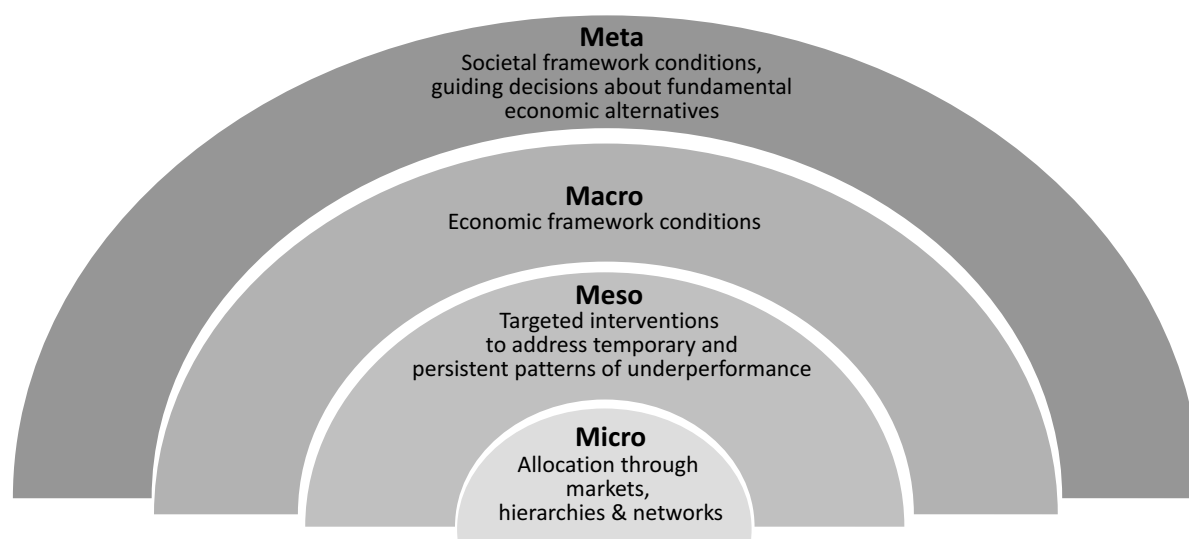 Meta
Societal framework conditions,
guiding decisions about fundamental
economic alternatives
Macro
Economic framework conditions
Meso
Targeted interventions
to address temporary and
persistent patterns of underperformance
Micro
Allocation through
markets,
hierarchies & networks